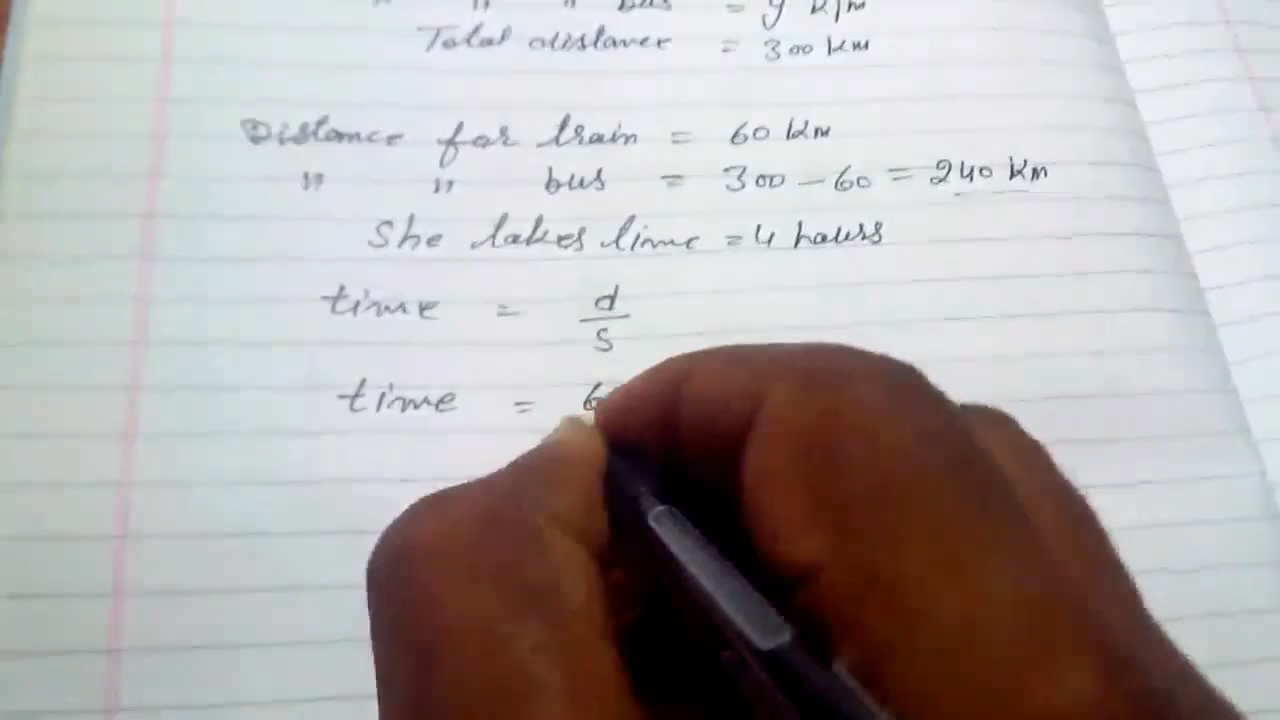 " " " bus = y k/m
Total distance = 300 km
Distance for train = 60 km
" " bus = 300 - 60 = 240 km
She takes time = 4 hours
time = d/s
time = 6